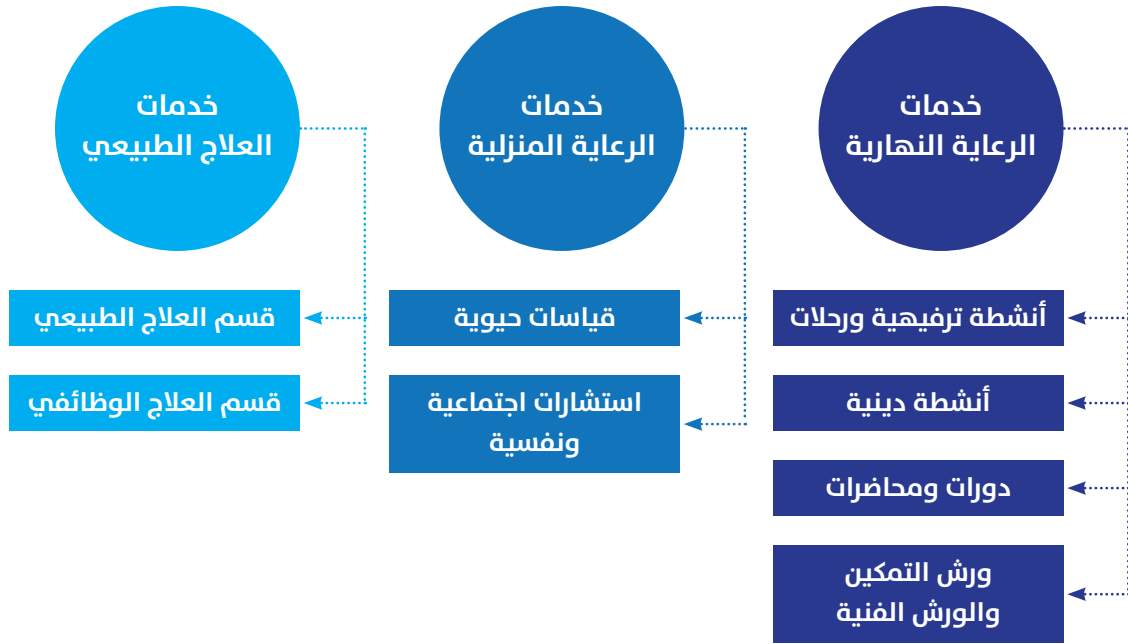 خدمات
الرعاية النهارية
أنشطة ترفيهية ورحلات
أنشطة دينية
دورات ومحاضرات
ورش التمكين
والورش الفنية
خدمات
الرعاية المنزلية
قياسات حيوية
استشارات اجتماعية
ونفسية
خدمات
العلاج الطبيعي
قسم العلاج الطبيعي
قسم العلاج الوظائفي